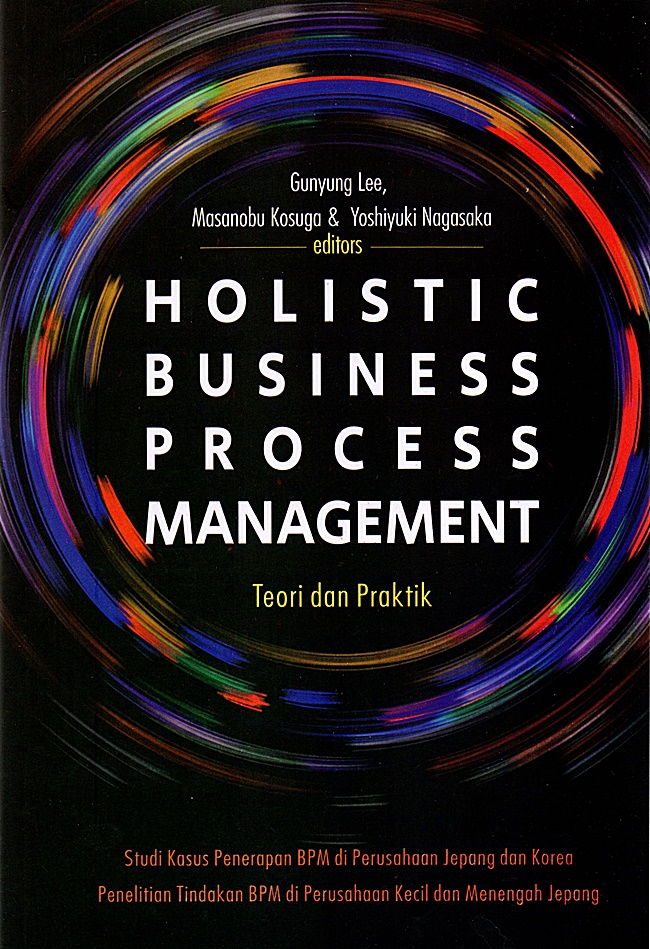 Gunyung Lee,
Masanobu Kosuga & Yoshiyuki Nagasaka
editors
HOLISTIC
BUSINESS
PROCESS
MANAGEMENT
Teori dan Praktik
Studi Kasus Penerapan BPM di Perusahaan Jepang dan Korea
Penelitian Tindakan BPM di Perusahaan Kecil dan Menengah Jepang